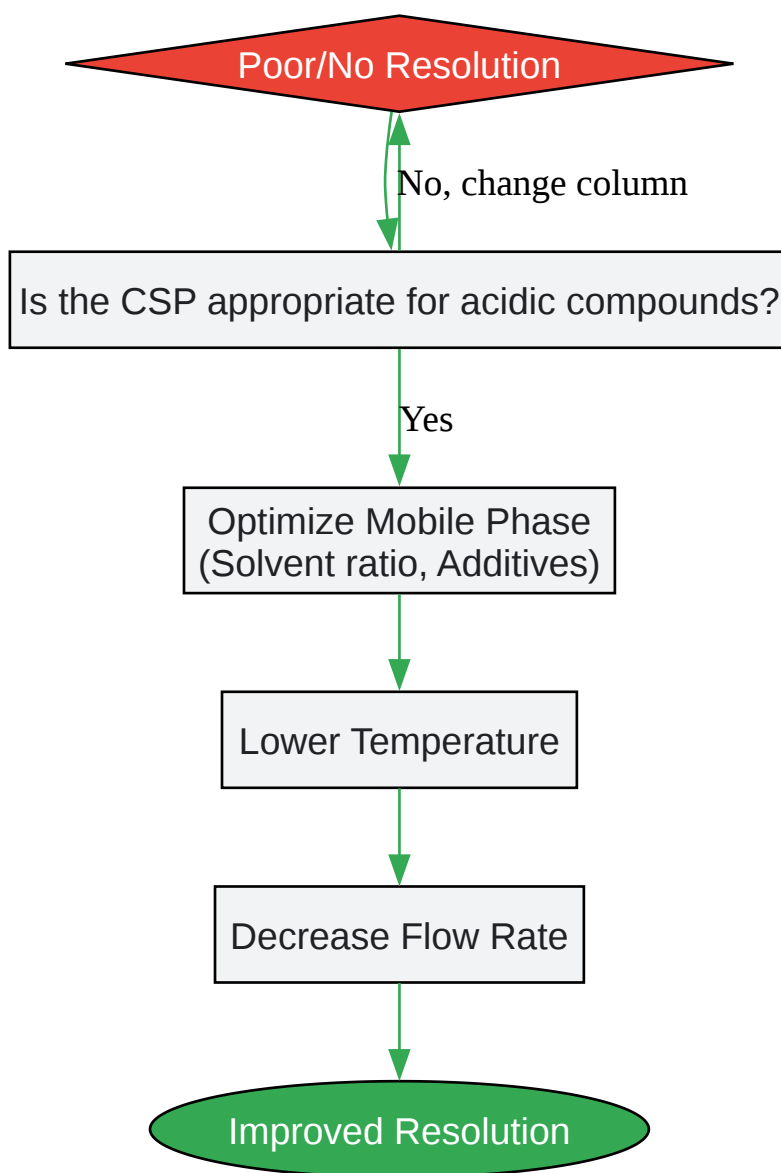 Poor/No Resolution
No, change column
Is the CSP appropriate for acidic compounds?
Yes
Optimize Mobile Phase
(Solvent ratio, Additives)
Lower Temperature
Decrease Flow Rate
Improved Resolution